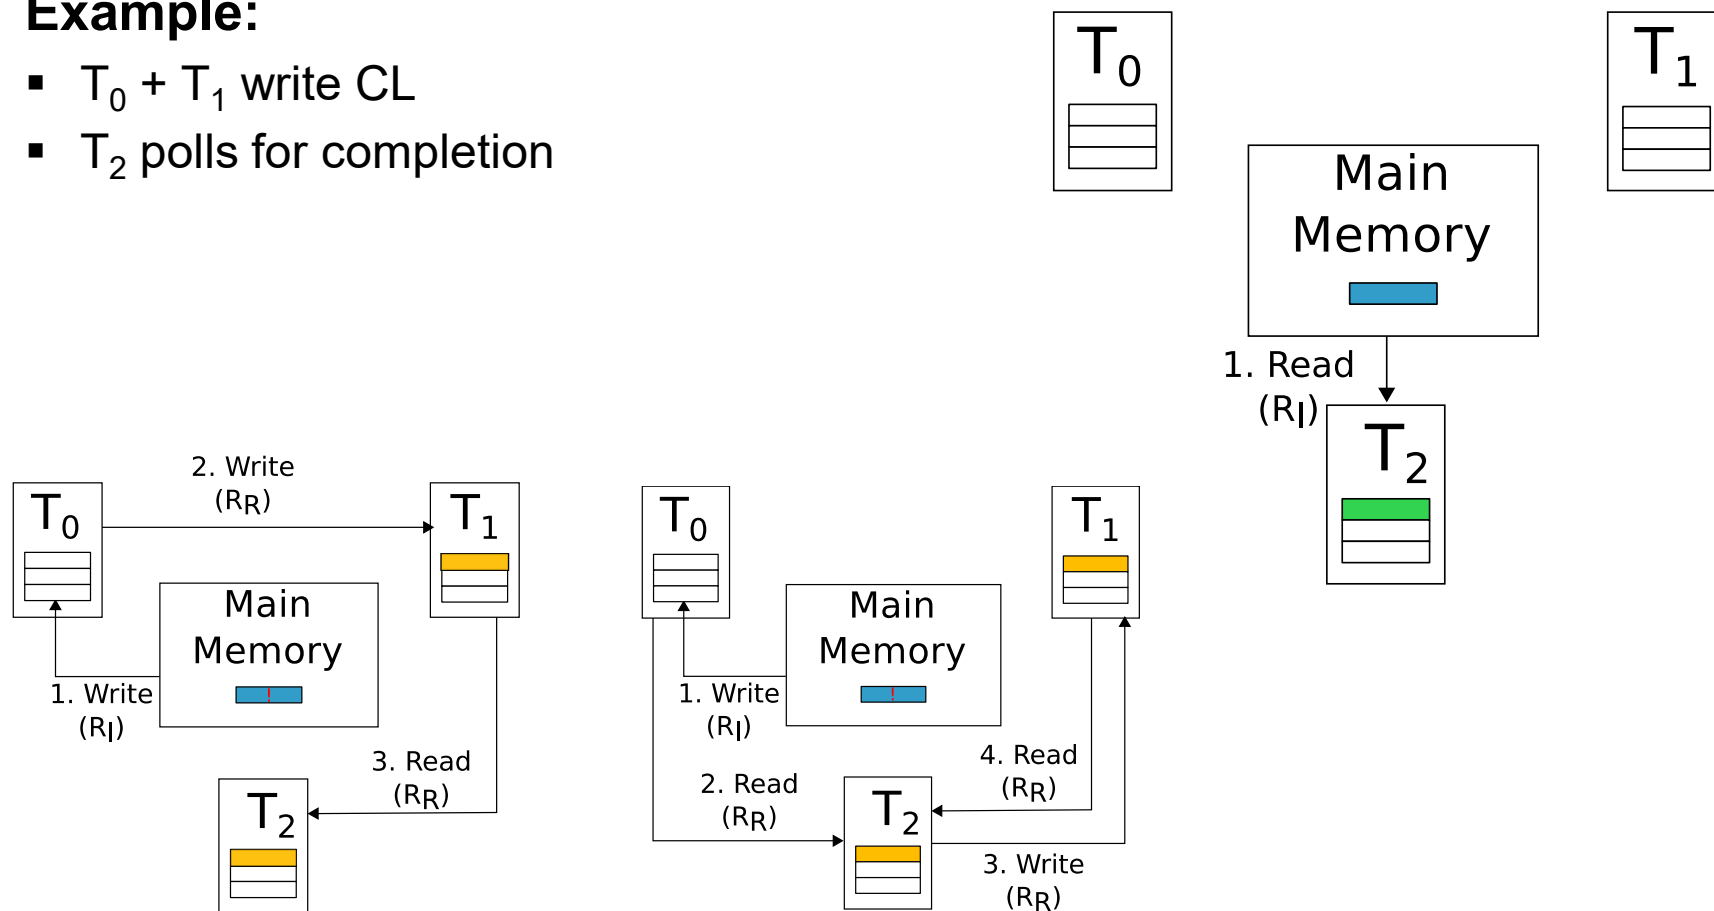 Example:
▪ T0 + T1 write CL
▪ T2 polls for completion
T0
T1
Main
Memory
1. Read
(RI)
T2
2. Write
(RR)
T0
T1
Main
Memory
1. Write
(RI)
3. Read
(RR)
T2
T0
T1
Main
Memory
1. Write
(RI)
2. Read
(RR)
4. Read
(RR)
T2
3. Write
(RR)